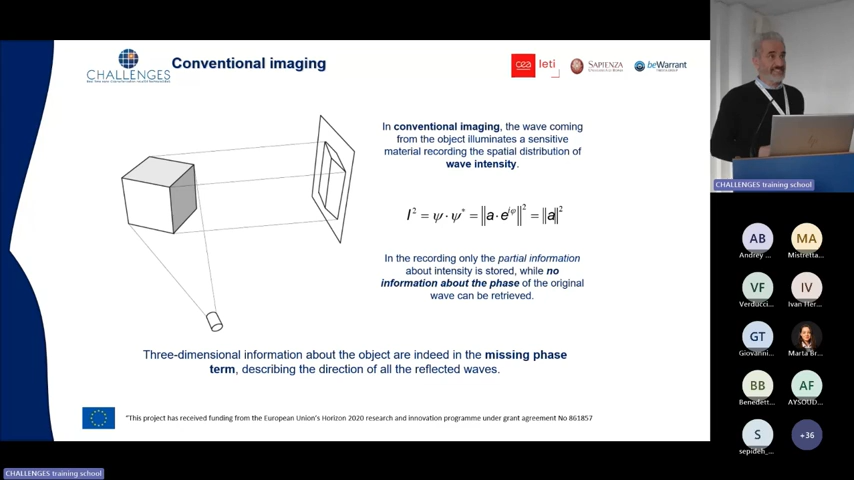 CHALLENGES
Conventional imaging
cea leti
SAPIENZA
beWarrant
In conventional imaging, the wave coming
from the object illuminates a sensitive
material recording the spatial distribution of
wave intensity.
I² = ψ · ψ* = ‖a · e^{iφ}‖² = ‖a‖²
In the recording only the partial information
about intensity is stored, while no
information about the phase of the original
wave can be retrieved.
Three-dimensional information about the object are indeed in the missing phase
term, describing the direction of all the reflected waves.
"This project has received funding from the European Union's Horizon 2020 research and innovation programme under grant agreement No 861857
CHALLENGES training school
AB
Andrey ...
MA
Mistretta...
VF
Verducci...
IV
Ivan Her...
GT
Giovanni...
Marta Br...
BB
Benedett...
AF
AYSOUD...
S
sepideh_...
+36
CHALLENGES training school